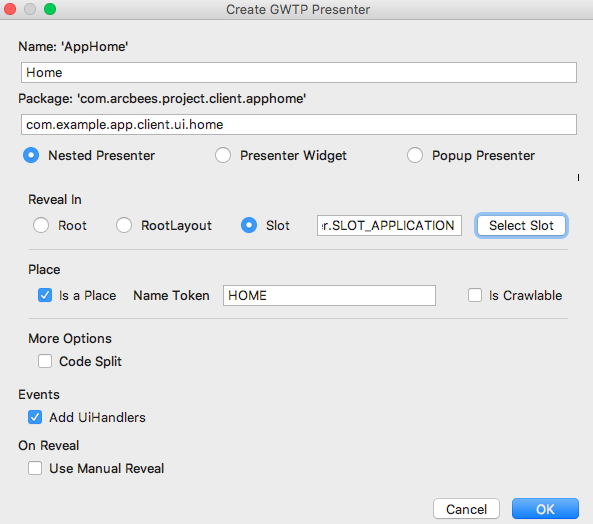 Create GWTP Presenter
Name: 'AppHome'
Home
Package: 'com.arcbees.project.client.apphome'
com.example.app.client.ui.home
Nested Presenter Presenter Widget Popup Presenter
Reveal In
Root RootLayout Slot r.SLOT_APPLICATION Select Slot
Place
Is a Place Name Token HOME Is Crawlable
More Options
Code Split
Events
Add UiHandlers
On Reveal
Use Manual Reveal
Cancel OK